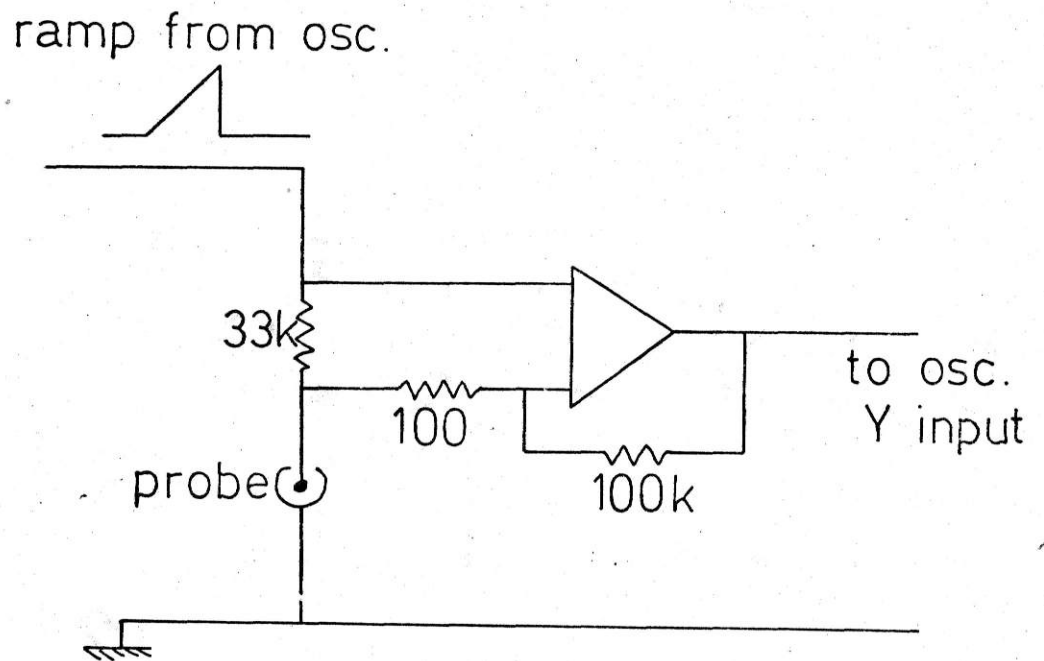 ramp from osc.
33k
100
to osc.
Y input
probe
100k